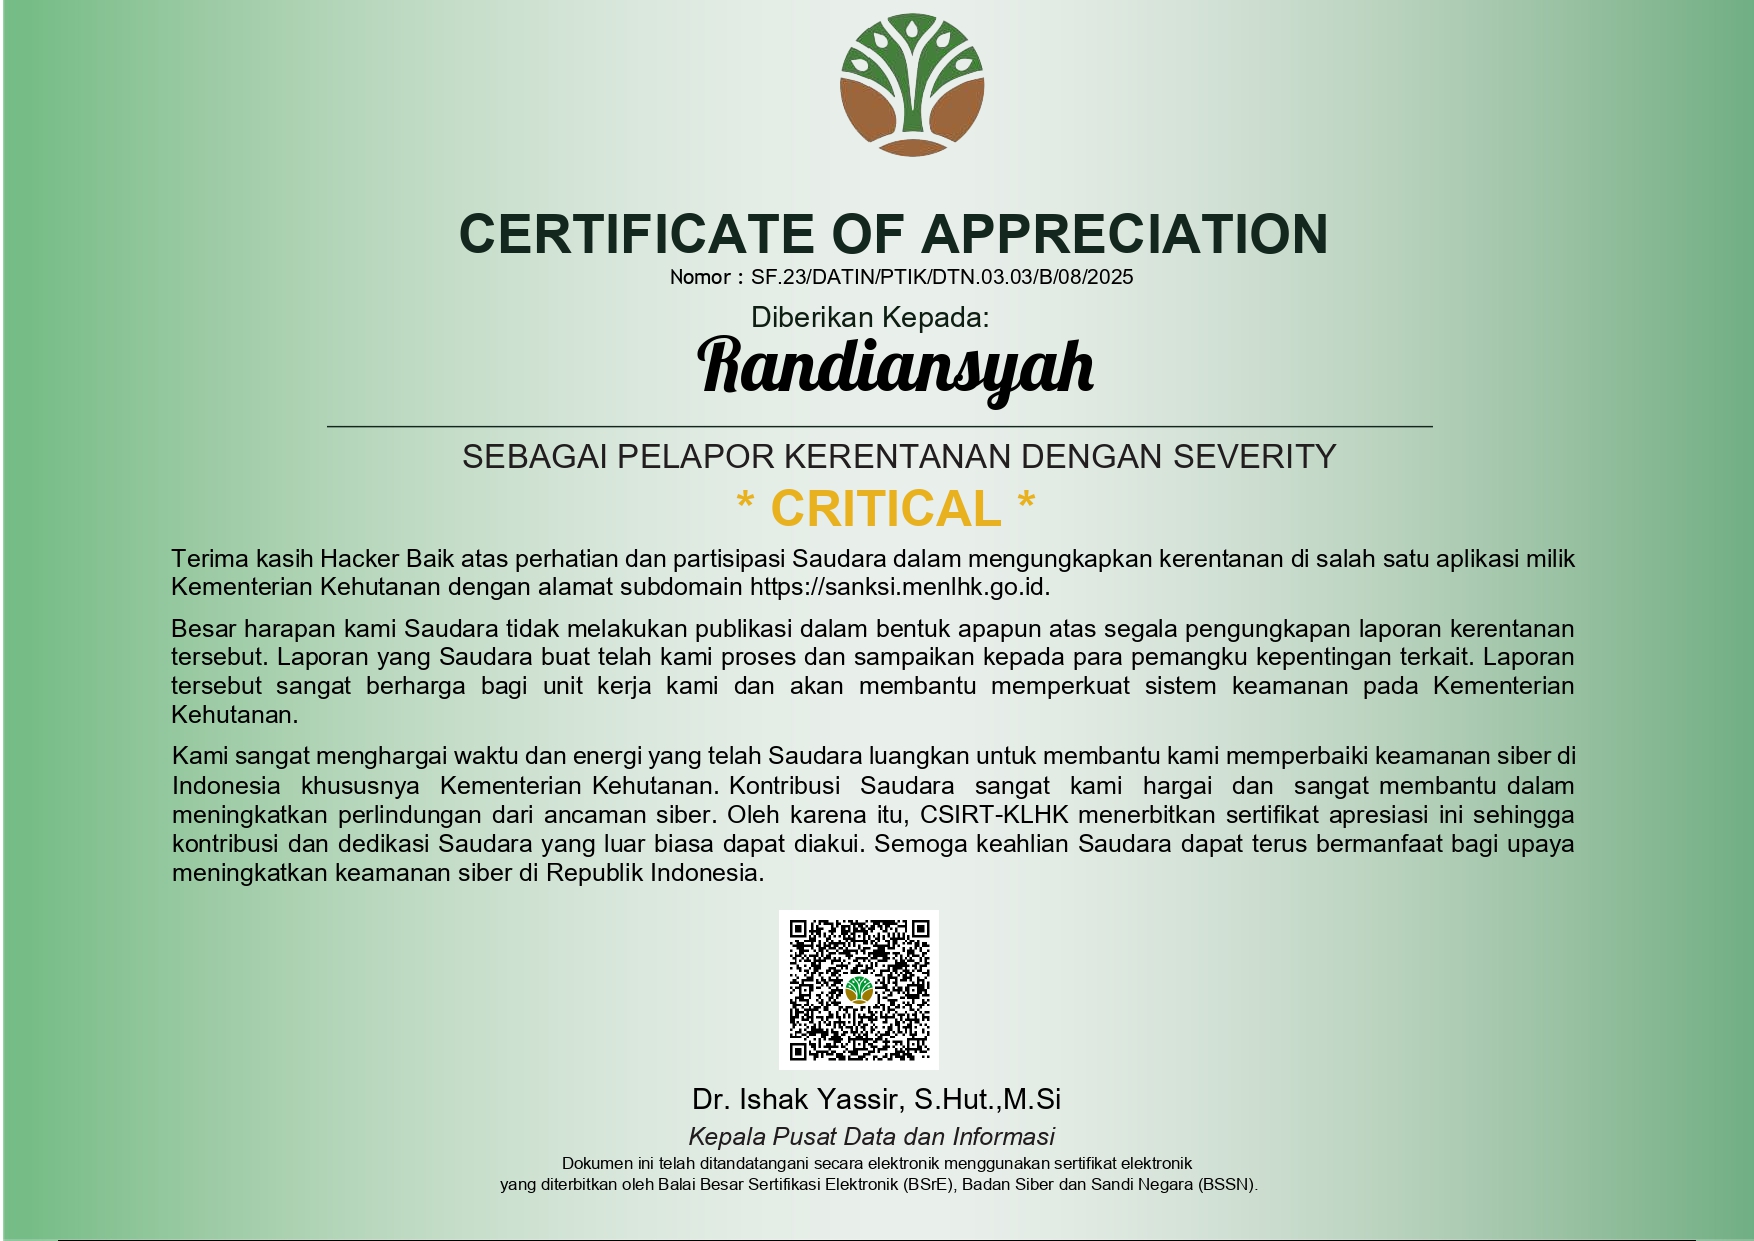 CERTIFICATE OF APPRECIATION
Nomor : SF.23/DATIN/PTIK/DTN.03.03/B/08/2025
Diberikan Kepada:
Randiansyah
SEBAGAI PELAPOR KERENTANAN DENGAN SEVERITY
* CRITICAL *
Terima kasih Hacker Baik atas perhatian dan partisipasi Saudara dalam mengungkapkan kerentanan di salah satu aplikasi milik
Kementerian Kehutanan dengan alamat subdomain https://sanksi.menlhk.go.id.
Besar harapan kami Saudara tidak melakukan publikasi dalam bentuk apapun atas segala pengungkapan laporan kerentanan
tersebut. Laporan yang Saudara buat telah kami proses dan sampaikan kepada para pemangku kepentingan terkait. Laporan
tersebut sangat berharga bagi unit kerja kami dan akan membantu memperkuat sistem keamanan pada Kementerian
Kehutanan.
Kami sangat menghargai waktu dan energi yang telah Saudara luangkan untuk membantu kami memperbaiki keamanan siber di
Indonesia khususnya Kementerian Kehutanan. Kontribusi Saudara sangat kami hargai dan sangat membantu dalam
meningkatkan perlindungan dari ancaman siber. Oleh karena itu, CSIRT-KLHK menerbitkan sertifikat apresiasi ini sehingga
kontribusi dan dedikasi Saudara yang luar biasa dapat diakui. Semoga keahlian Saudara dapat terus bermanfaat bagi upaya
meningkatkan keamanan siber di Republik Indonesia.
Dr. Ishak Yassir, S.Hut.,M.Si
Kepala Pusat Data dan Informasi
Dokumen ini telah ditandatangani secara elektronik menggunakan sertifikat elektronik
yang diterbitkan oleh Balai Besar Sertifikasi Elektronik (BSrE), Badan Siber dan Sandi Negara (BSSN).